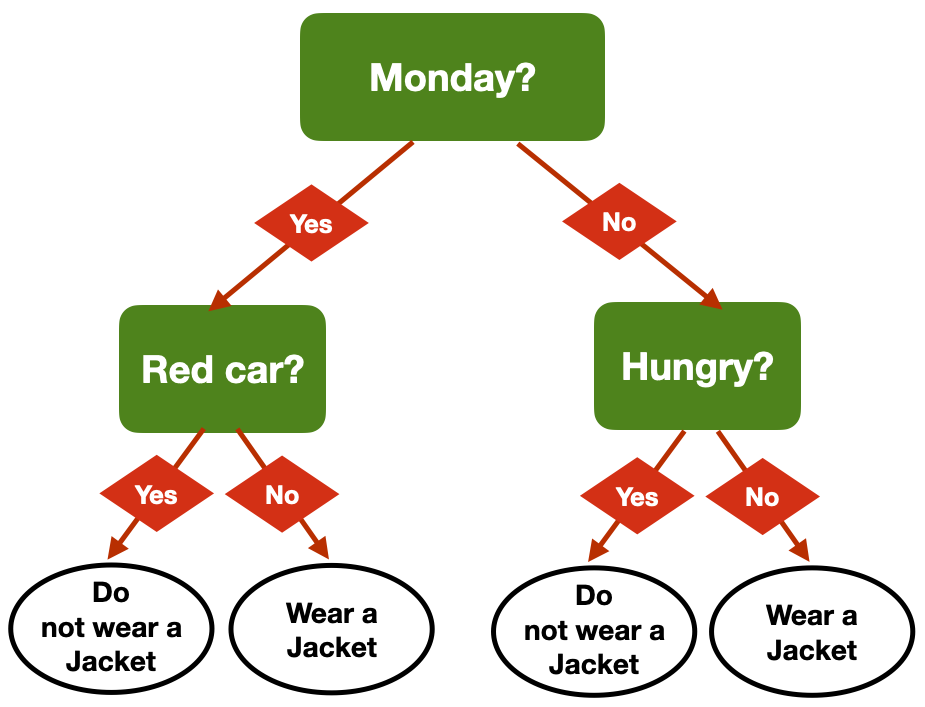 Monday?
Yes
No
Red car?
Hungry?
Yes
No
Yes
No
Do
not wear a
Jacket
Wear a
Jacket
Do
not wear a
Jacket
Wear a
Jacket